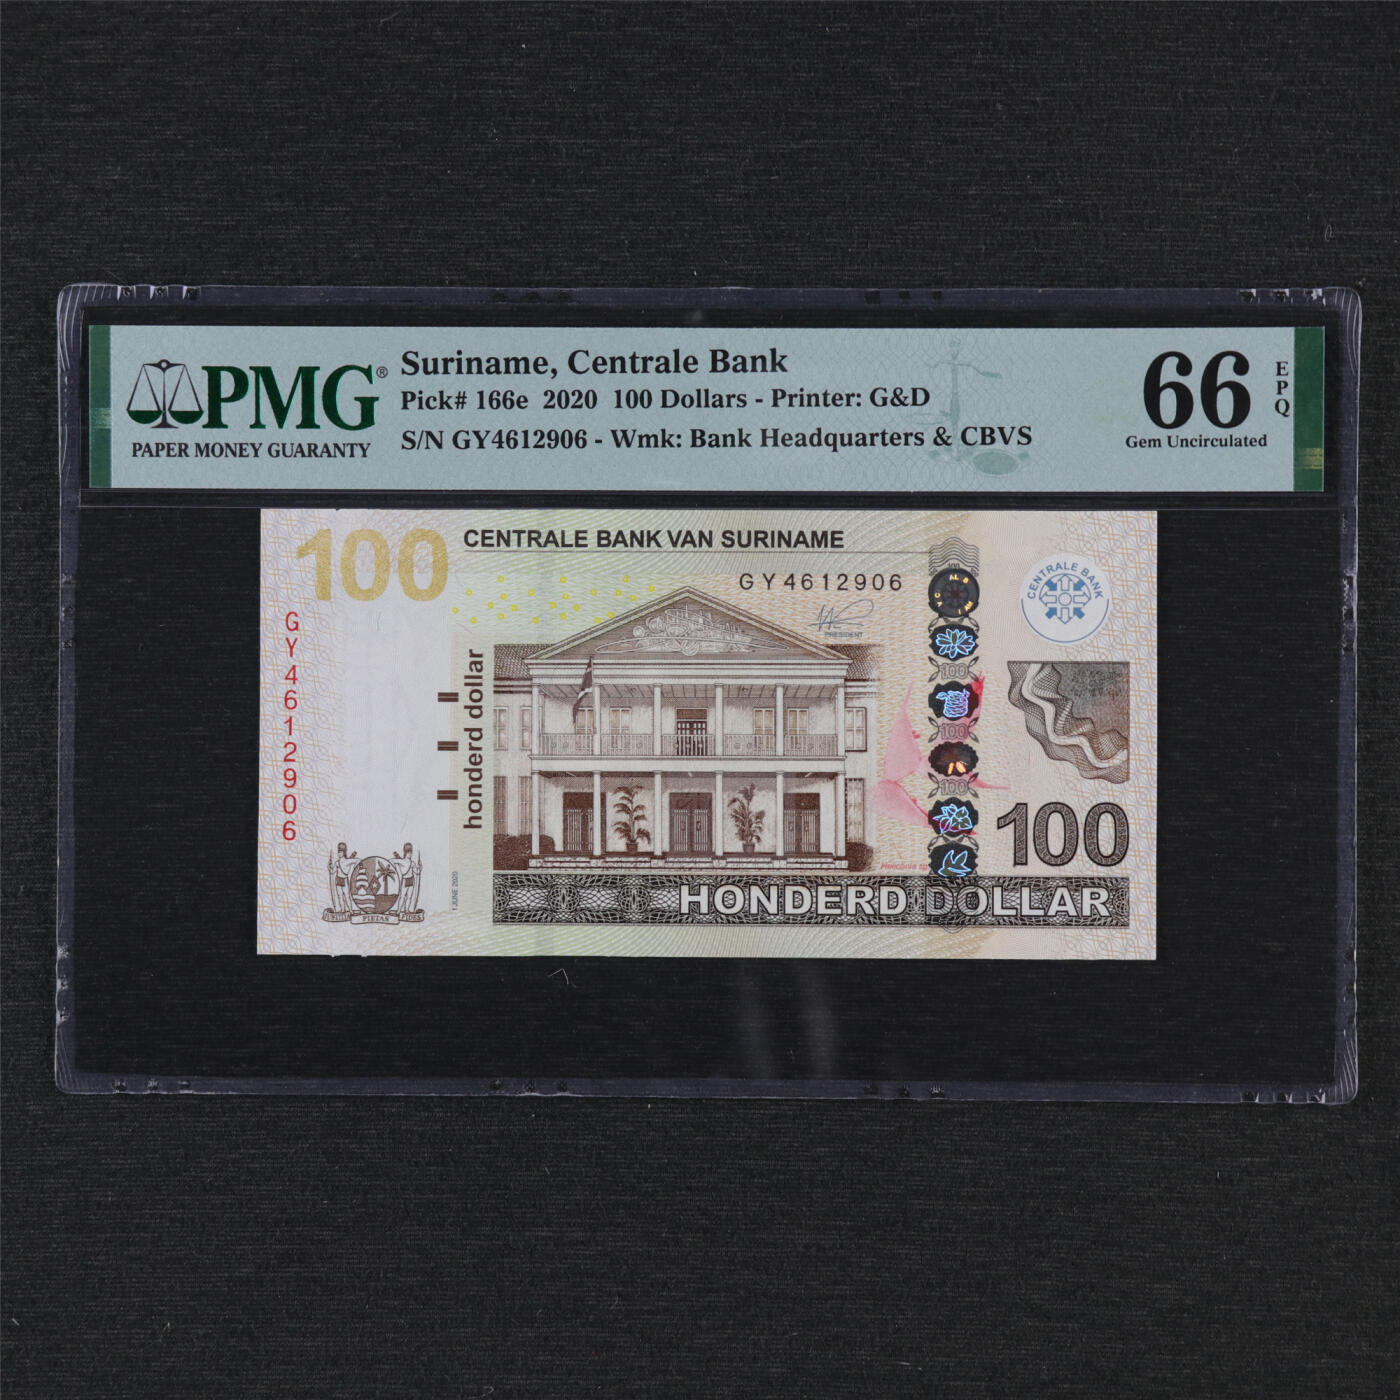 PMG®
PAPER MONEY GUARANTY
Suriname, Centrale Bank
Pick# 166e 2020 100 Dollars - Printer: G&D
S/N GY4612906 - Wmk: Bank Headquarters & CBVS
66
EPQ
Gem Uncirculated
100
CENTRALE BANK VAN SURINAME
GY4612906
PRESIDENT
CENTRALE BANK
GY4612906
honderd dollar
100
100
100
100
1 JUNE 2020
JUSTITIA PIETAS FIDES
HONDERD DOLLAR